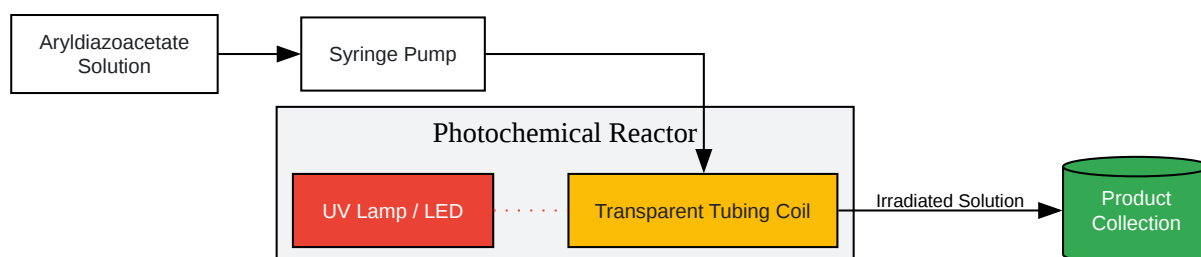 Aryldiazoacetate
Solution
Syringe Pump
Photochemical Reactor
UV Lamp / LED
Transparent Tubing Coil
Irradiated Solution
Product
Collection